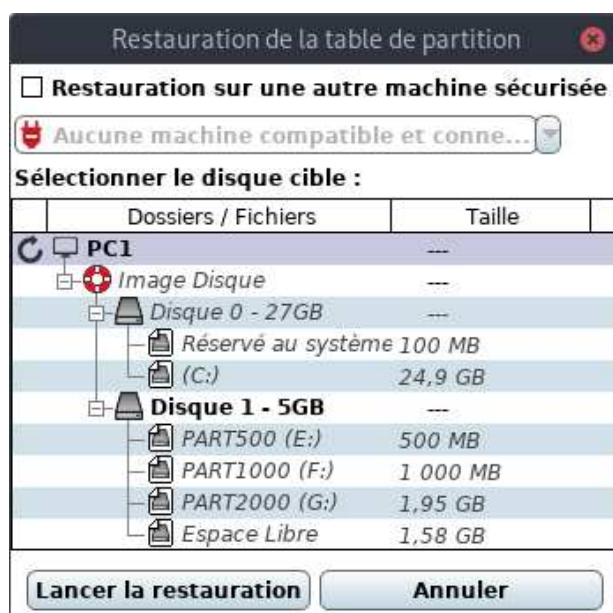 Restauration de la table de partition
Restauration sur une autre machine sécurisée
Aucune machine compatible et conne...
Sélectionner le disque cible :
Dossiers / Fichiers Taille
PC1 ---
Image Disque ---
Disque 0 - 27GB ---
Réservé au système 100 MB
(C:) 24,9 GB
Disque 1 - 5GB ---
PART500 (E:) 500 MB
PART1000 (F:) 1 000 MB
PART2000 (G:) 1,95 GB
Espace Libre 1,58 GB
Lancer la restauration Annuler